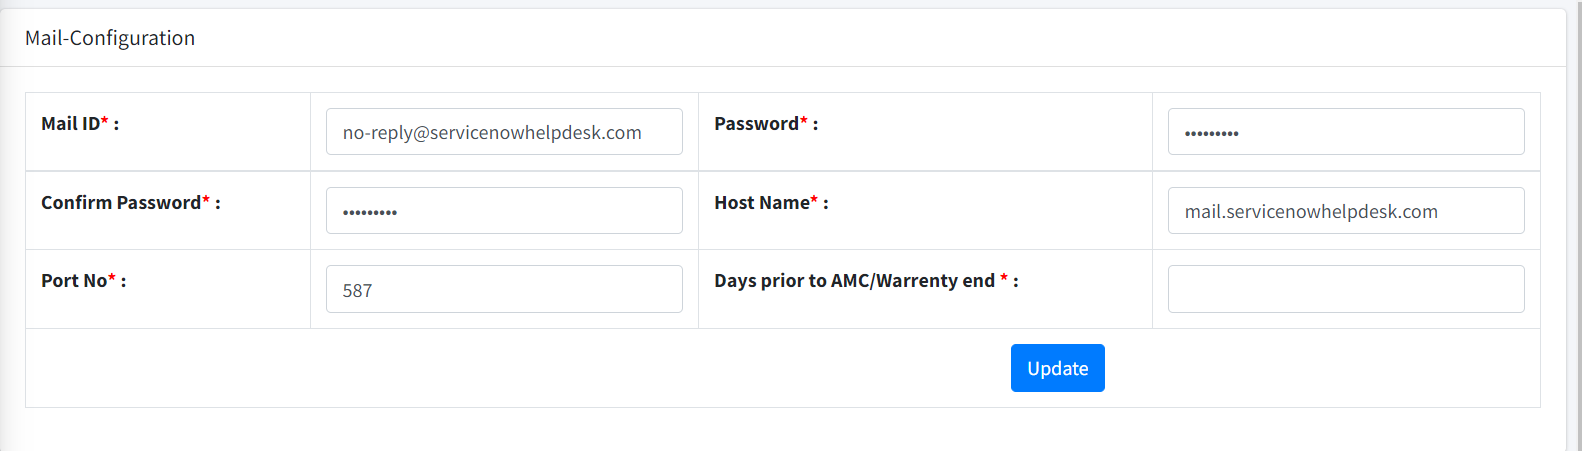 Mail-Configuration
Mail ID* : no-reply@servicenowhelpdesk.com Password* : •••••••••
Confirm Password* : ••••••••• Host Name* : mail.servicenowhelpdesk.com
Port No* : 587 Days prior to AMC/Warrenty end * :
Update